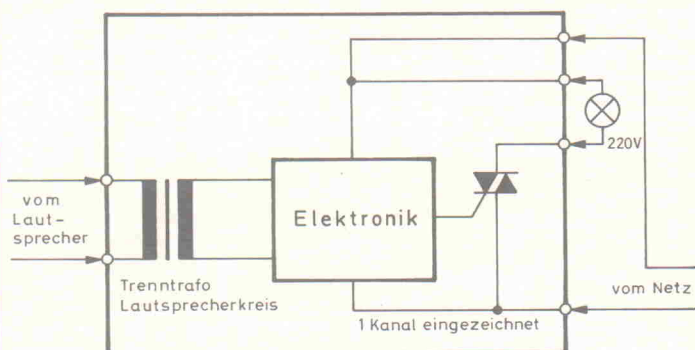 220V
vom
Laut-
sprecher
Elektronik
Trenntrafo
Lautsprecherkreis
vom Netz
1 Kanal eingezeichnet